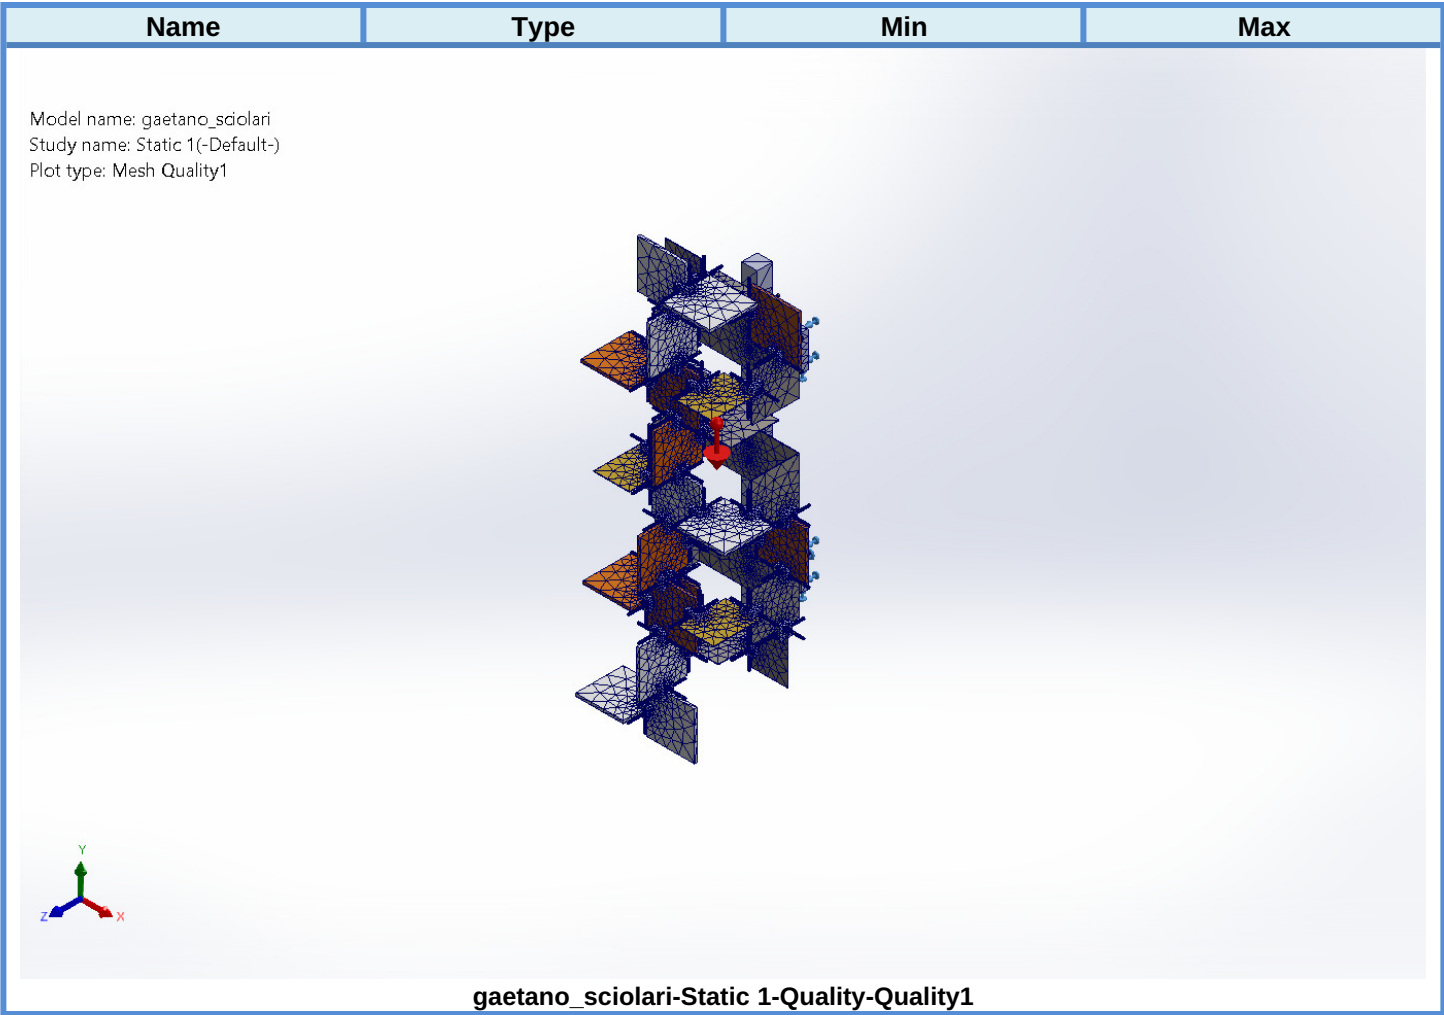 Name Type Min Max
Model name: gaetano_sciolari
Study name: Static 1(-Default-)
Plot type: Mesh Quality1
Y
Z
X
gaetano_sciolari-Static 1-Quality-Quality1